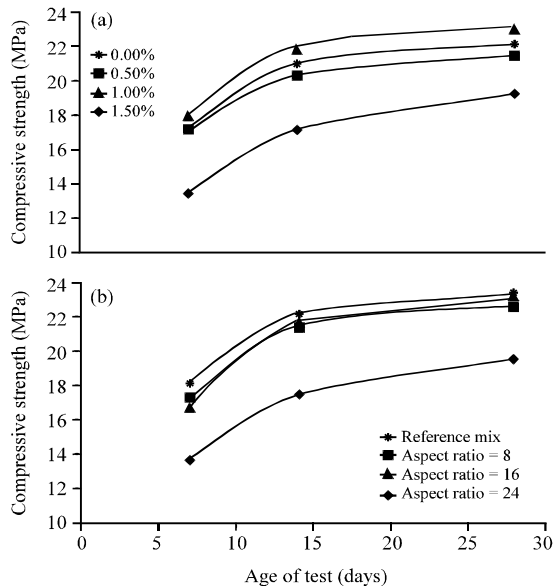 (a)
24
22
20
18
16
14
12
10
Compressive strength (MPa)
0.00%
0.50%
1.00%
1.50%
(b)
24
22
20
18
16
14
12
10
Compressive strength (MPa)
Reference mix
Aspect ratio = 8
Aspect ratio = 16
Aspect ratio = 24
0 5 10 15 20 25 30
Age of test (days)